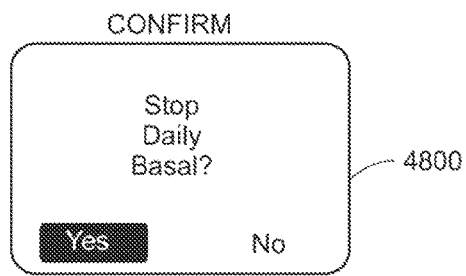 CONFIRM
Stop
Daily
Basal?
4800
Yes No